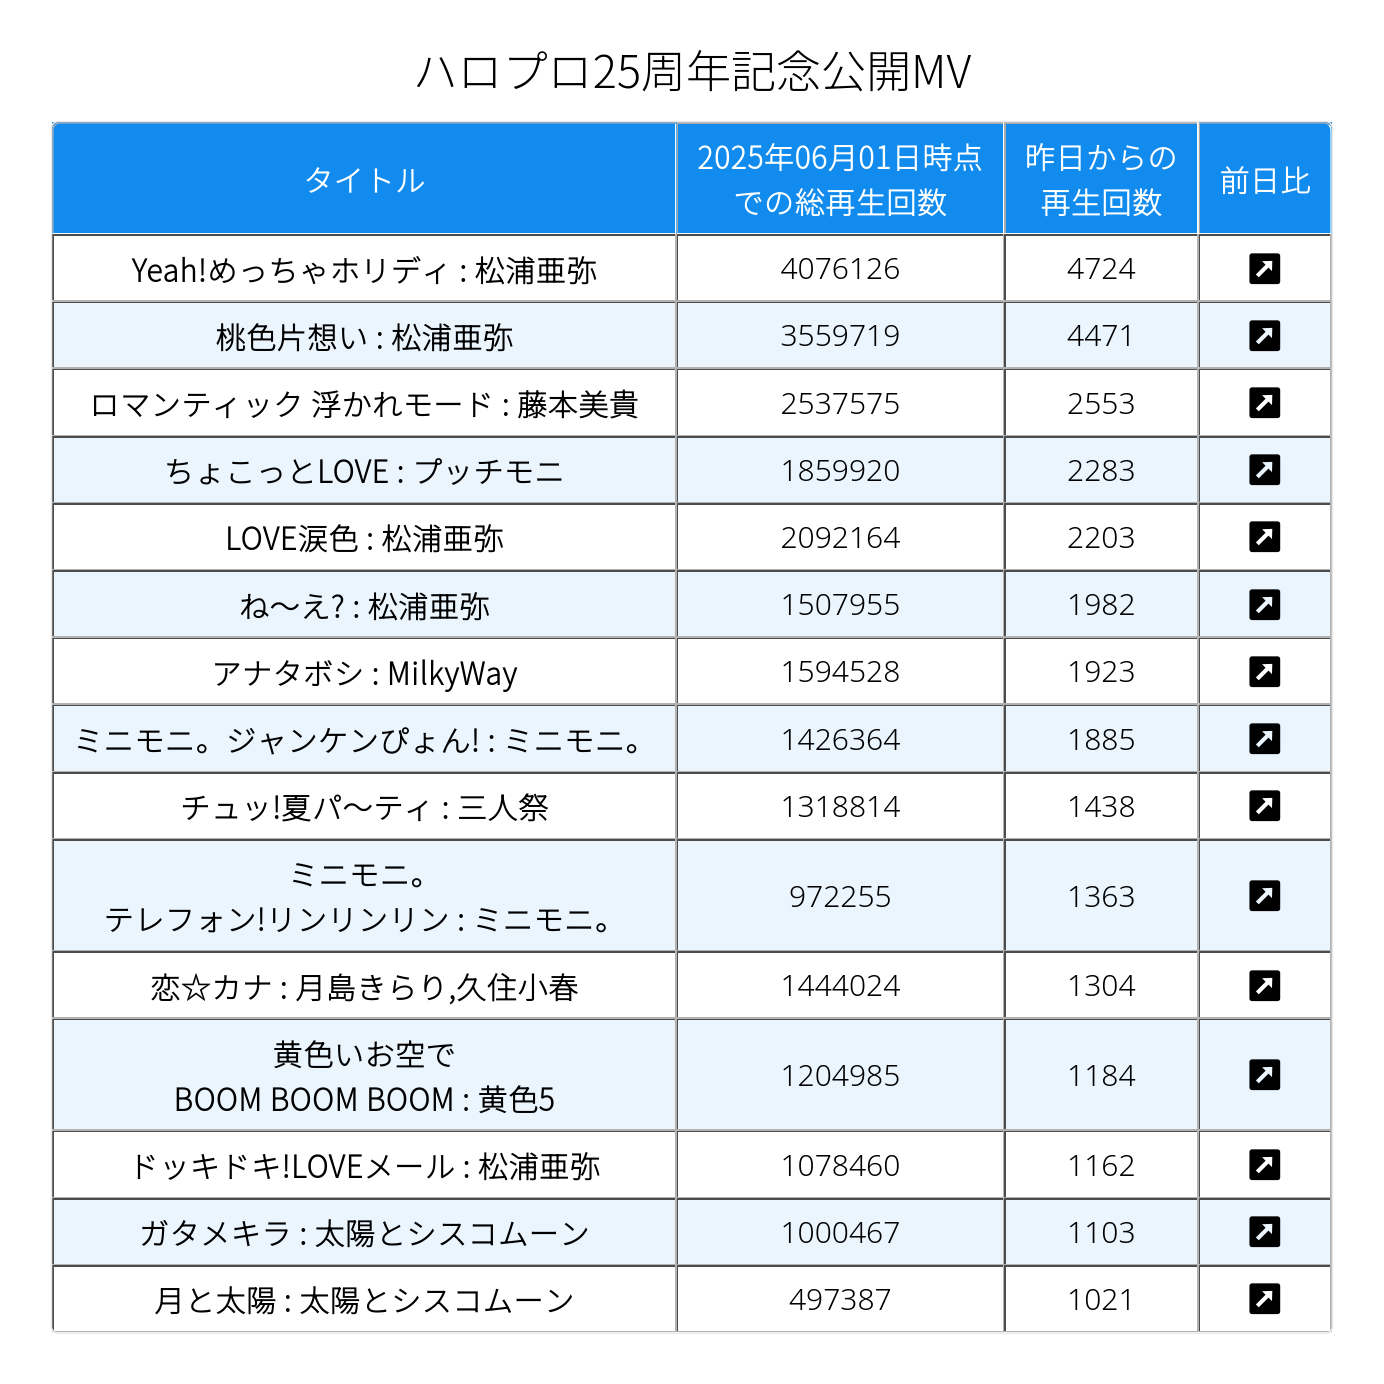 ハロプロ25周年記念公開MV
タイトル
2025年06月01日時点
での総再生回数
昨日からの
再生回数
前日比
Yeah!めっちゃホリディ : 松浦亜弥 4076126 4724
桃色片想い : 松浦亜弥 3559719 4471
ロマンティック 浮かれモード : 藤本美貴 2537575 2553
ちょこっとLOVE : プッチモニ 1859920 2283
LOVE涙色 : 松浦亜弥 2092164 2203
ね〜え? : 松浦亜弥 1507955 1982
アナタボシ : MilkyWay 1594528 1923
ミニモニ。ジャンケンぴょん! : ミニモニ。 1426364 1885
チュッ!夏パ〜ティ : 三人祭 1318814 1438
ミニモニ。
テレフォン!リンリンリン : ミニモニ。 972255 1363
恋☆カナ : 月島きらり,久住小春 1444024 1304
黄色いお空で
BOOM BOOM BOOM : 黄色5 1204985 1184
ドッキドキ!LOVEメール : 松浦亜弥 1078460 1162
ガタメキラ : 太陽とシスコムーン 1000467 1103
月と太陽 : 太陽とシスコムーン 497387 1021